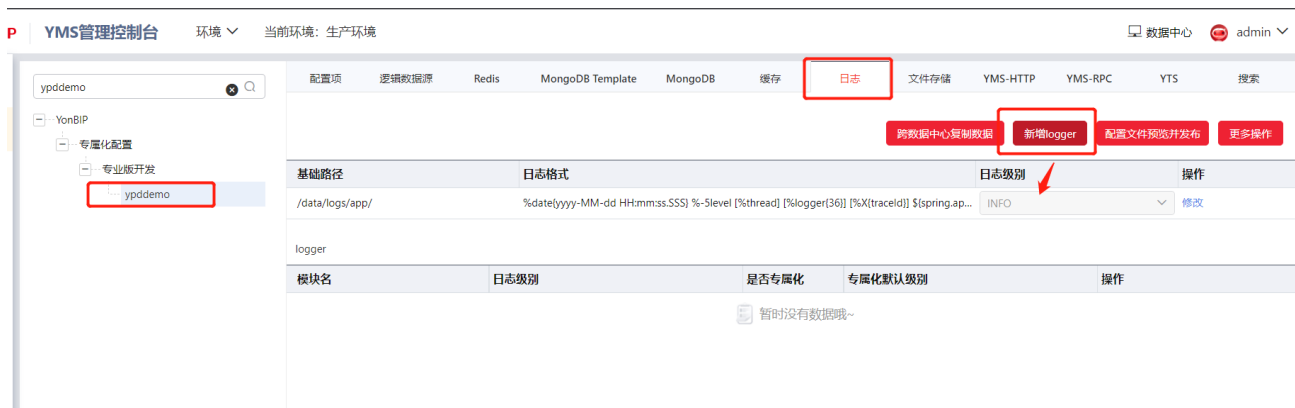 P YMS管理控制台 环境 当前环境：生产环境 数据中心 admin
ypddemo
YonBIP
专属化配置
专业版开发
ypddemo
配置项 逻辑数据源 Redis MongoDB Template MongoDB 缓存 日志 文件存储 YMS-HTTP YMS-RPC YTS 搜索
跨数据中心复制数据 新增logger 配置文件预览并发布 更多操作
基础路径 日志格式 日志级别 操作
/data/logs/app/ %date{yyyy-MM-dd HH:mm:ss.SSS} %-5level [%thread] [%logger{36}] [%X{traceId}] ${spring.ap... INFO 修改
logger
模块名 日志级别 是否专属化 专属化默认级别 操作
暂时没有数据哦~